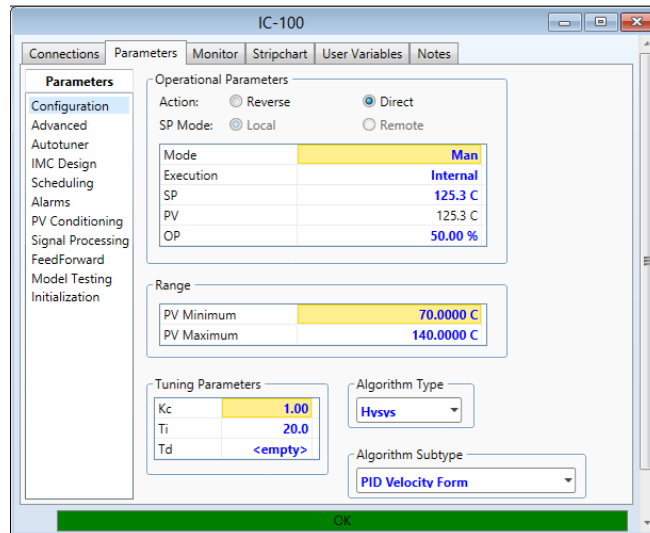 IC-100
Connections Parameters Monitor Stripchart User Variables Notes
Parameters
Configuration
Advanced
Autotuner
IMC Design
Scheduling
Alarms
PV Conditioning
Signal Processing
FeedForward
Model Testing
Initialization
Operational Parameters
Action: Reverse Direct
SP Mode: Local Remote
Mode Man
Execution Internal
SP 125.3 C
PV 125.3 C
OP 50.00 %
Range
PV Minimum 70.0000 C
PV Maximum 140.0000 C
Tuning Parameters
Kc 1.00
Ti 20.0
Td <empty>
Algorithm Type
Hysys
Algorithm Subtype
PID Velocity Form
OK